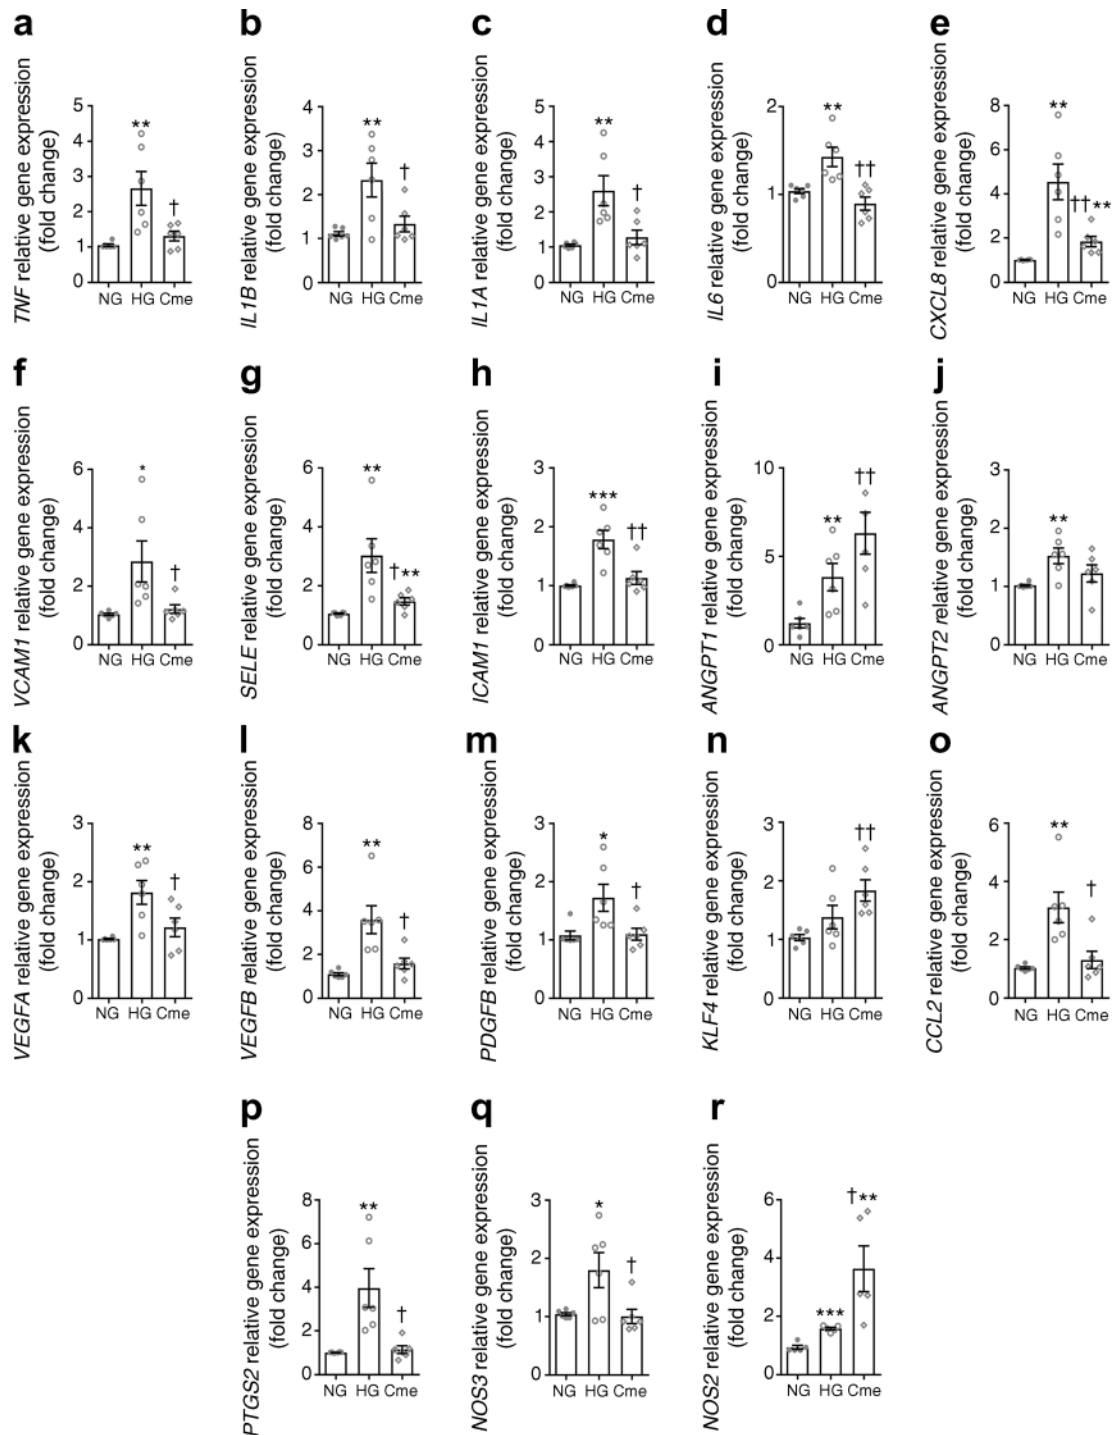 a
TNF relative gene expression
(fold change)
5
4
3
2
1
0
**
†
NG HG Cme
b
IL1B relative gene expression
(fold change)
4
3
2
1
0
**
†
NG HG Cme
c
IL1A relative gene expression
(fold change)
5
4
3
2
1
0
**
†
NG HG Cme
d
IL6 relative gene expression
(fold change)
2
1
0
**
††
NG HG Cme
e
CXCL8 relative gene expression
(fold change)
8
6
4
2
0
**
††**
NG HG Cme
f
VCAM1 relative gene expression
(fold change)
6
4
2
0
*
†
NG HG Cme
g
SELE relative gene expression
(fold change)
6
4
2
0
**
†**
NG HG Cme
h
ICAM1 relative gene expression
(fold change)
3
2
1
0
***
††
NG HG Cme
i
ANGPT1 relative gene expression
(fold change)
10
5
0
**
††
NG HG Cme
j
ANGPT2 relative gene expression
(fold change)
3
2
1
0
**
NG HG Cme
k
VEGFA relative gene expression
(fold change)
3
2
1
0
**
†
NG HG Cme
l
VEGFB relative gene expression
(fold change)
8
6
4
2
0
**
†
NG HG Cme
m
PDGFB relative gene expression
(fold change)
3
2
1
0
*
†
NG HG Cme
n
KLF4 relative gene expression
(fold change)
3
2
1
0
††
NG HG Cme
o
CCL2 relative gene expression
(fold change)
6
4
2
0
**
†
NG HG Cme
p
PTGS2 relative gene expression
(fold change)
8
6
4
2
0
**
†
NG HG Cme
q
NOS3 relative gene expression
(fold change)
3
2
1
0
*
†
NG HG Cme
r
NOS2 relative gene expression
(fold change)
6
4
2
0
***
†**
NG HG Cme